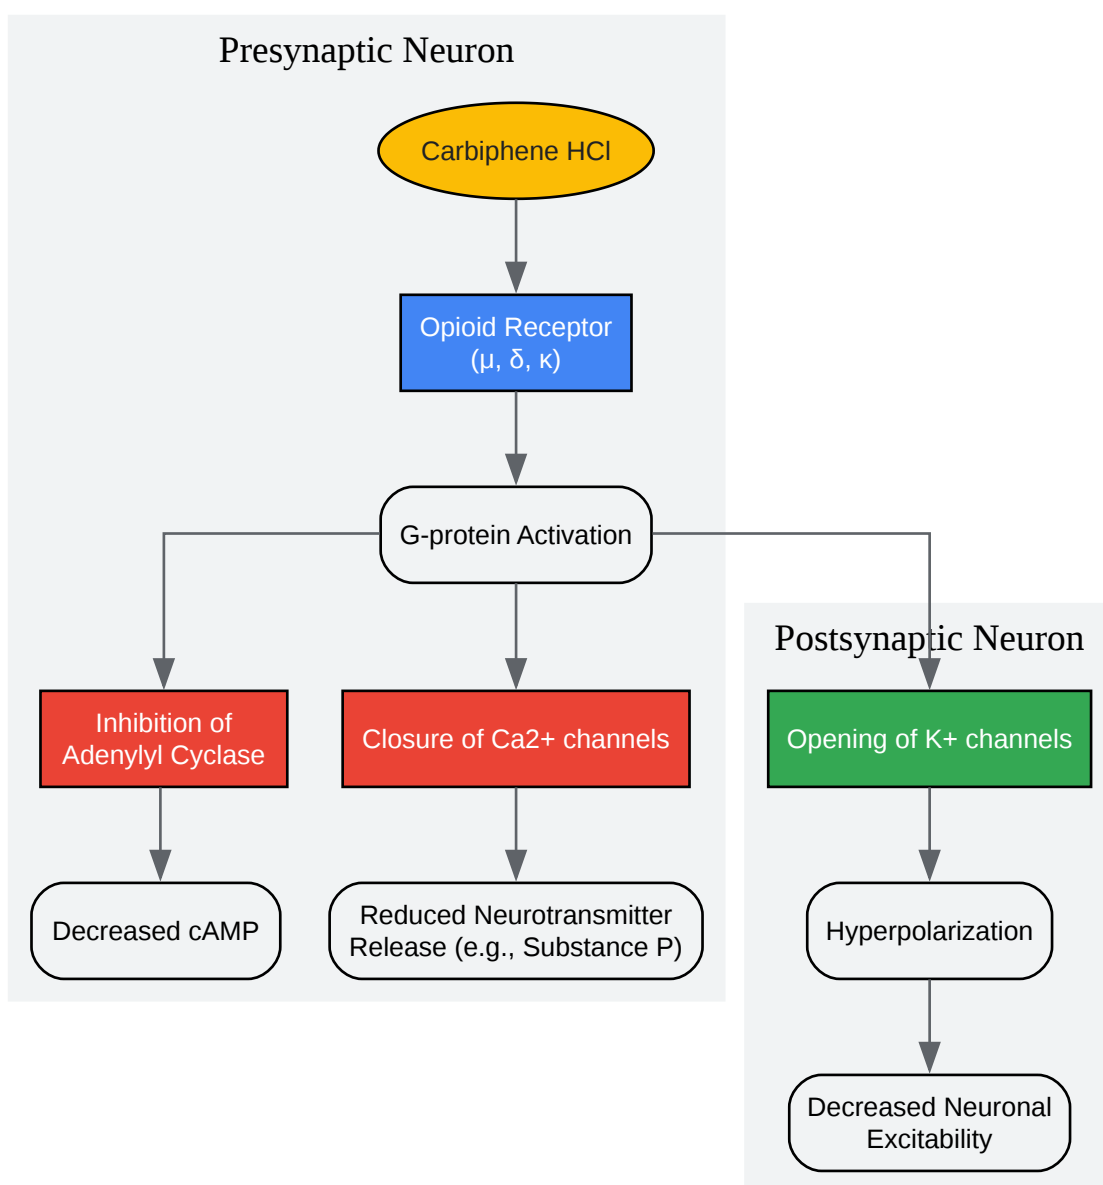 Presynaptic Neuron
Carbiphene HCl
Opioid Receptor
(μ, δ, κ)
G-protein Activation
Postsynaptic Neuron
Inhibition of
Adenylyl Cyclase
Closure of Ca2+ channels
Opening of K+ channels
Decreased cAMP
Reduced Neurotransmitter
Release (e.g., Substance P)
Hyperpolarization
Decreased Neuronal
Excitability